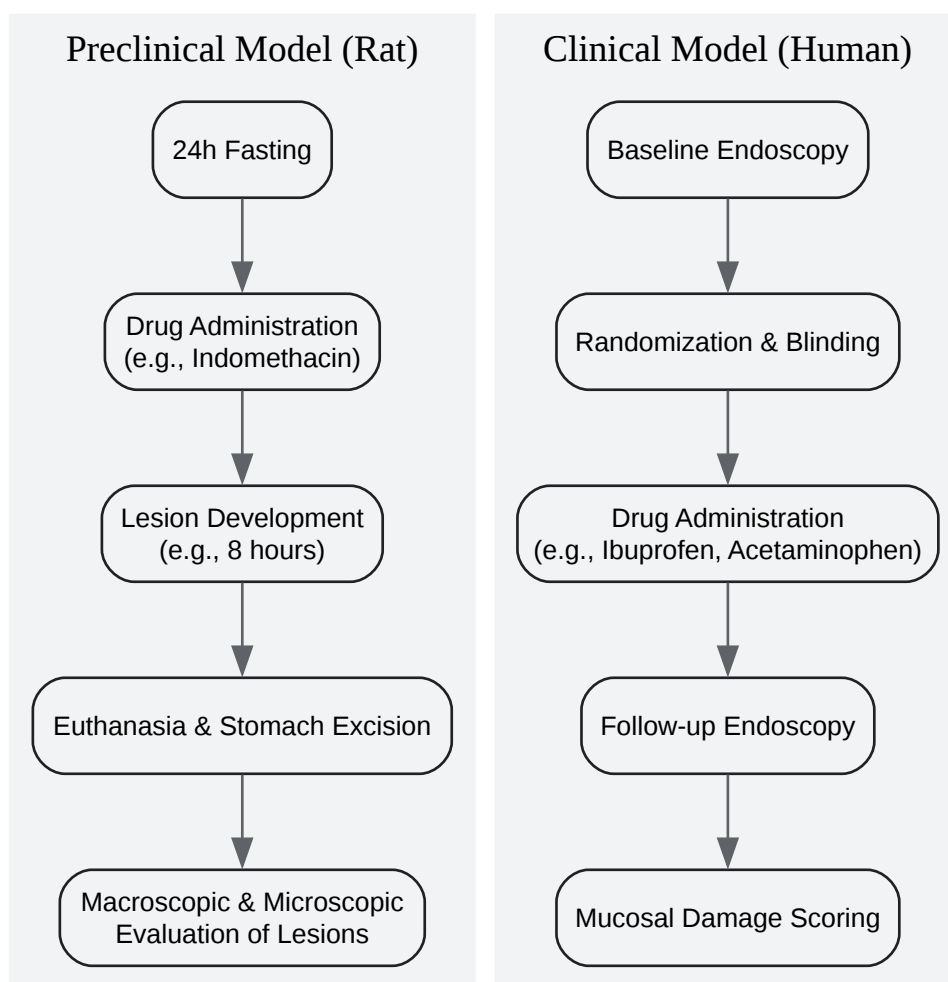 Preclinical Model (Rat)
24h Fasting
Drug Administration
(e.g., Indomethacin)
Lesion Development
(e.g., 8 hours)
Euthanasia & Stomach Excision
Macroscopic & Microscopic
Evaluation of Lesions
Clinical Model (Human)
Baseline Endoscopy
Randomization & Blinding
Drug Administration
(e.g., Ibuprofen, Acetaminophen)
Follow-up Endoscopy
Mucosal Damage Scoring